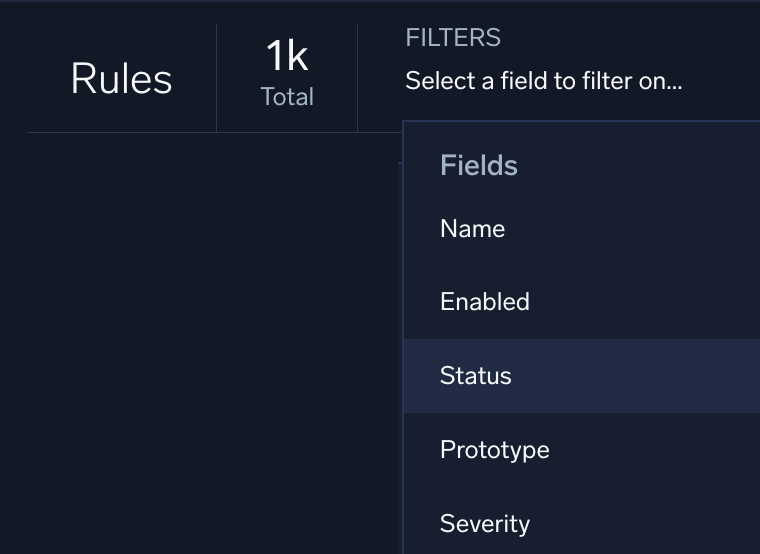 Rules
1k
Total
FILTERS
Select a field to filter on...
Fields
Name
Enabled
Status
Prototype
Severity